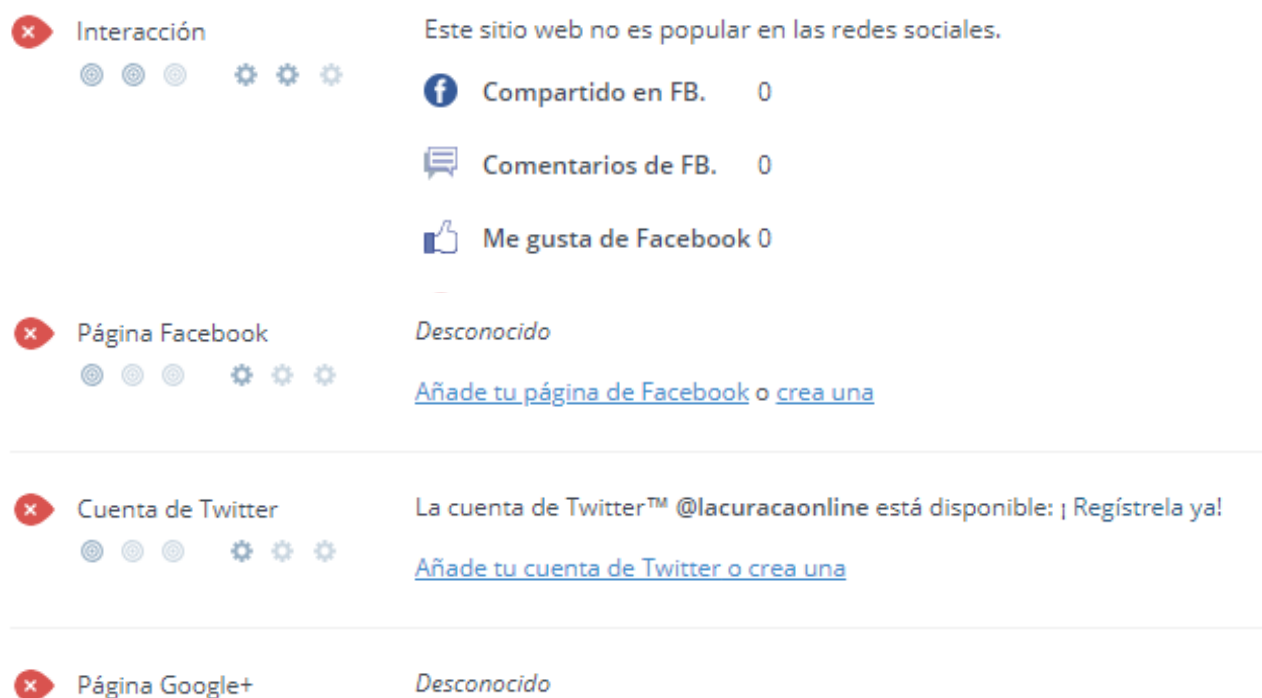 Interacción
Este sitio web no es popular en las redes sociales.
Compartido en FB. 0
Comentarios de FB. 0
Me gusta de Facebook 0
Página Facebook
Desconocido
Añade tu página de Facebook o crea una
Cuenta de Twitter
La cuenta de Twitter™ @lacuracaonline está disponible: ¡ Regístrela ya!
Añade tu cuenta de Twitter o crea una
Página Google+
Desconocido